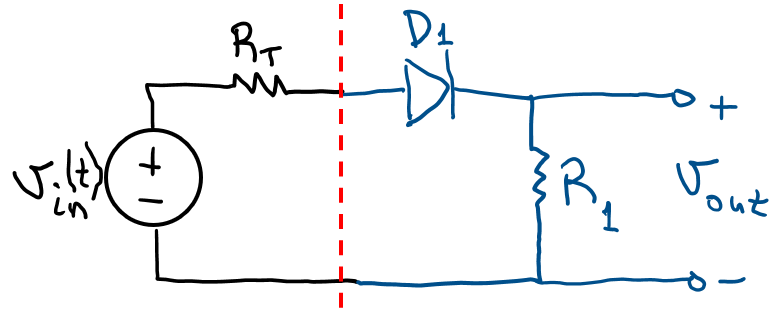 D1
R_T
+
v_in(t)
+
−
R_1
v_out
−